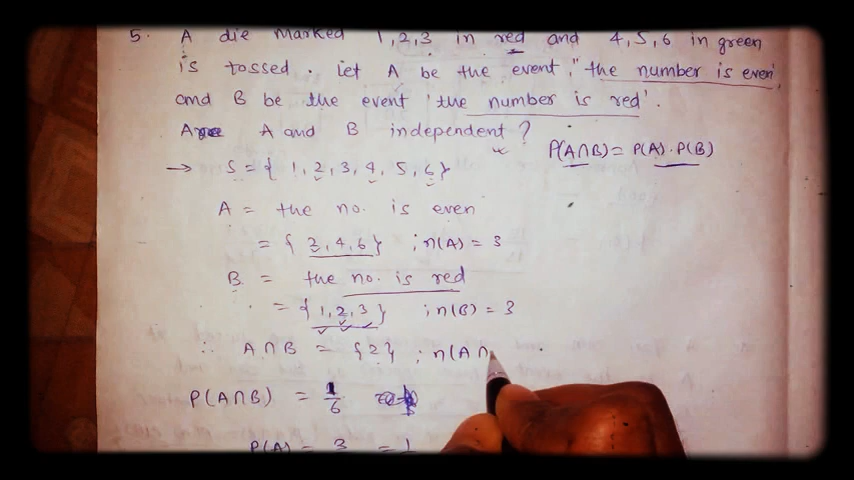 5. A die marked 1,2,3 in red and 4,5,6 in green
is tossed. Let A be the event, "the number is even'
and B be the event 'the number is red'.
Are A and B independent?
P(A∩B) = P(A).P(B)
→ S = { 1, 2, 3, 4, 5, 6}
A = the no. is even
= { 2, 4, 6 } ; n(A) = 3
B = the no. is red
= { 1, 2, 3 } ; n(B) = 3
∴ A ∩ B = {2} ; n(A ∩
P(A∩B) = 1/6
P(A) = 3 = 1